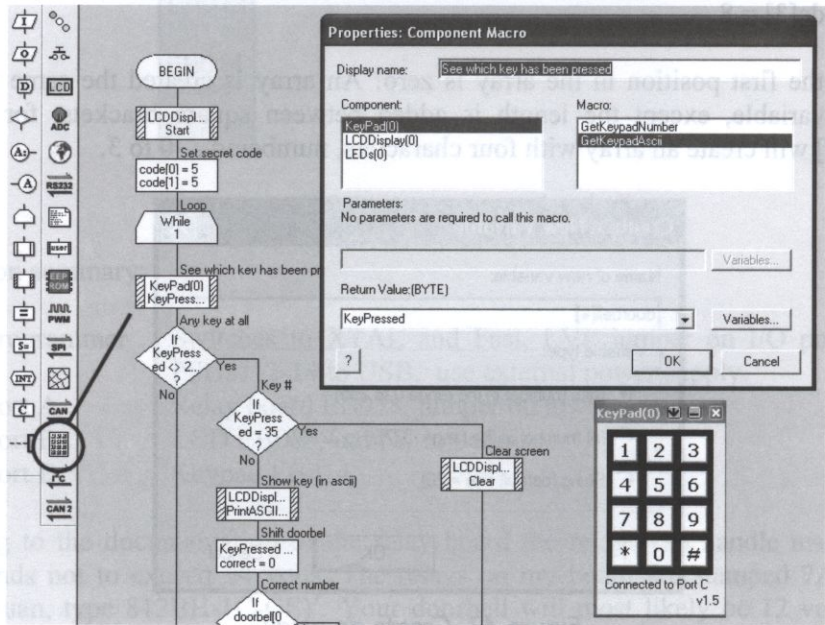 I
O
D
LCD
ADC
A:-
A
RS232
user
EEP
ROM
=
PWM
S=
SPI
INT
C
CAN
I²C
CAN 2
BEGIN
LCDDispl...
Start
Set secret code
code[0] = 5
code[1] = 5
Loop
While
1
See which key has been pr
KeyPad(0)
KeyPress...
Any key at all
If
KeyPress
ed <> 2...
?
Yes
No
Key #
If
KeyPress
ed = 35
?
Yes
No
Clear screen
LCDDispl...
Clear
Show key (in ascii)
LCDDispl...
PrintASCII...
Shift doorbel
KeyPressed ...
correct = 0
Correct number
If
doorbell[0
Properties: Component Macro
Display name:
See which key has been pressed
Component:
KeyPad(0)
LCDDisplay(0)
LEDs(0)
Macro:
GetKeypadNumber
GetKeypadAscii
Parameters:
No parameters are required to call this macro.
Variables...
Return Value:(BYTE)
KeyPressed
Variables...
?
OK
Cancel
KeyPad(0)
1 2 3
4 5 6
7 8 9
* 0 #
Connected to Port C
v1.5